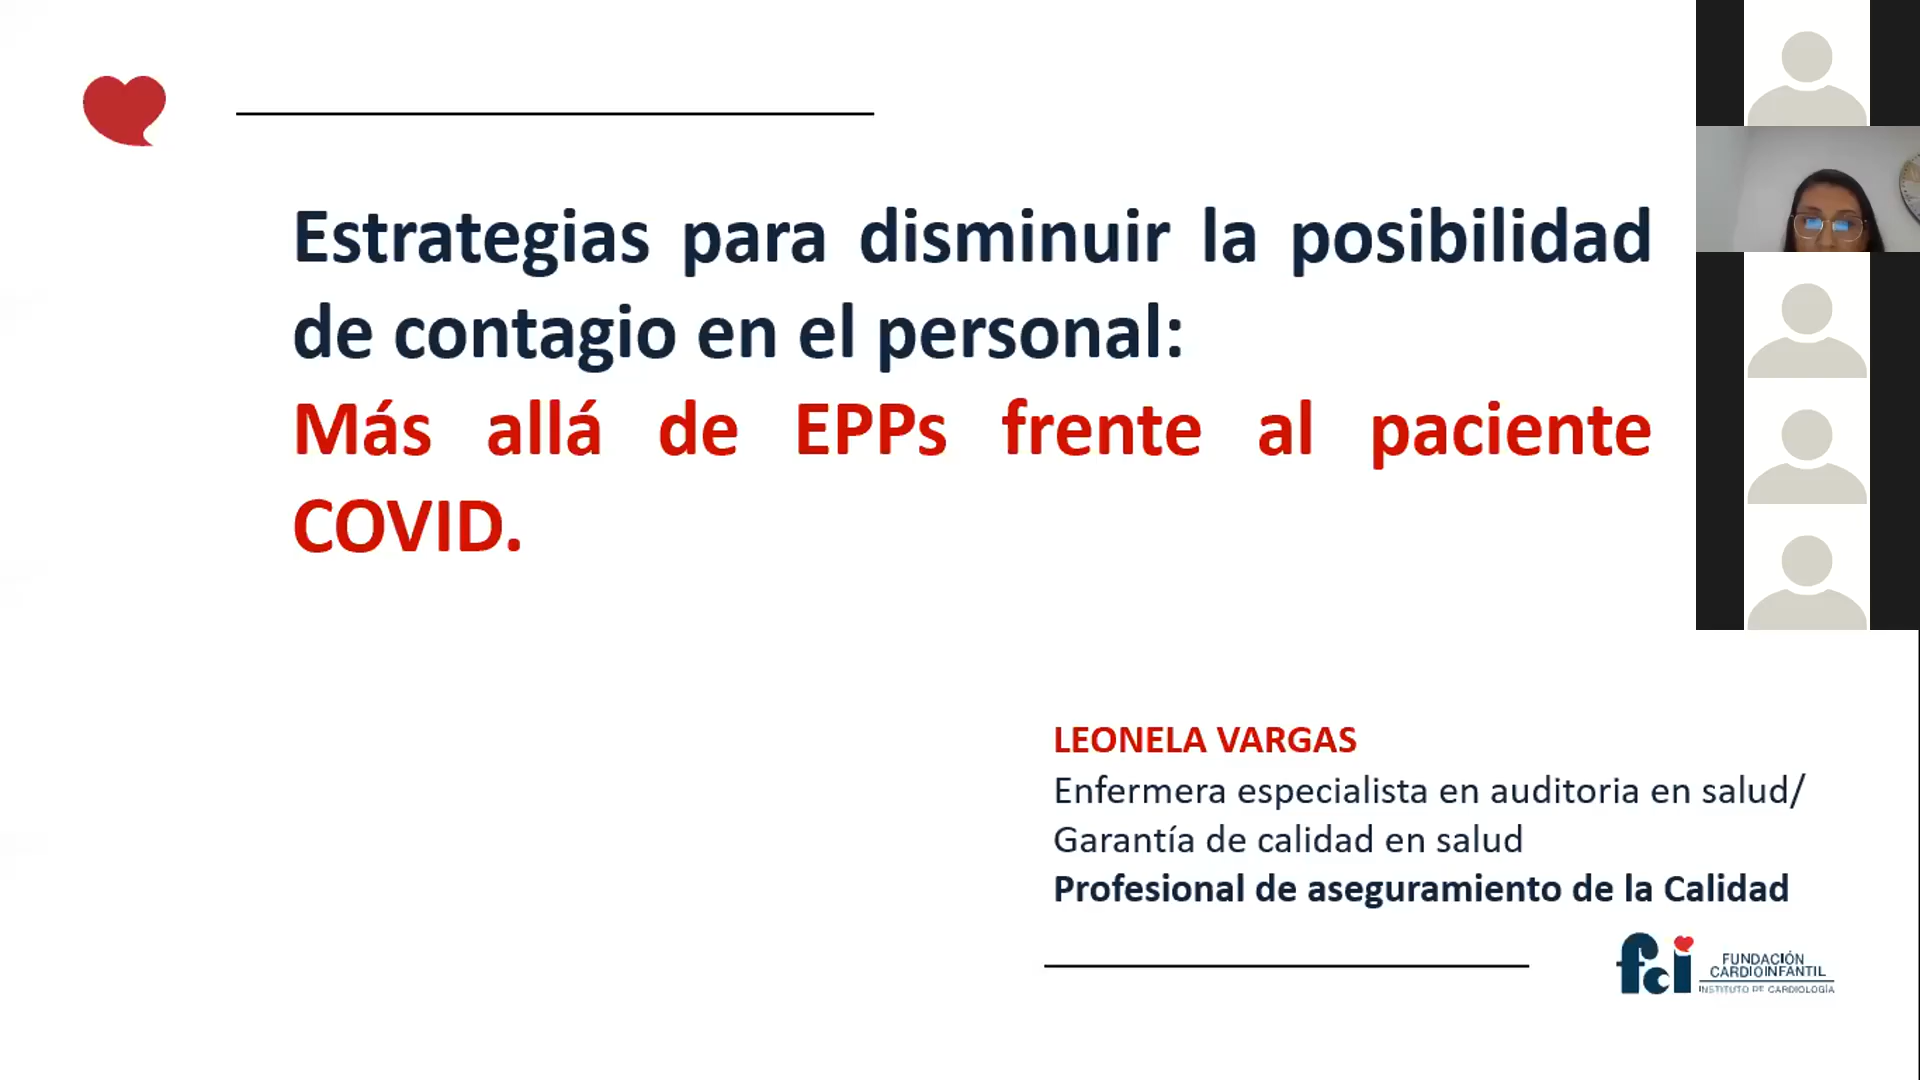 Estrategias para disminuir la posibilidad
de contagio en el personal:
Más allá de EPPs frente al paciente
COVID.
LEONELA VARGAS
Enfermera especialista en auditoria en salud/
Garantía de calidad en salud
Profesional de aseguramiento de la Calidad
fci
FUNDACIÓN
CARDIOINFANTIL
INSTITUTO DE CARDIOLOGÍA